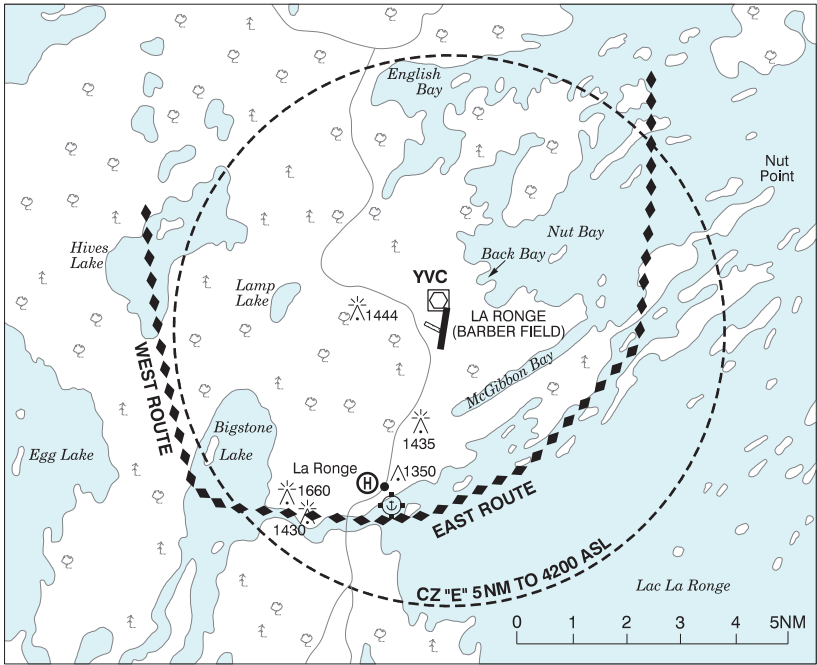 English
Bay
Nut
Point
Hives
Lake
Nut Bay
Back Bay
YVC
Lamp
Lake
1444
LA RONGE
(BARBER FIELD)
McGibbon Bay
WEST ROUTE
1435
Bigstone
Lake
Egg Lake
La Ronge
H
1350
1660
1430
EAST ROUTE
CZ "E" 5 NM TO 4200 ASL
Lac La Ronge
0 1 2 3 4 5NM